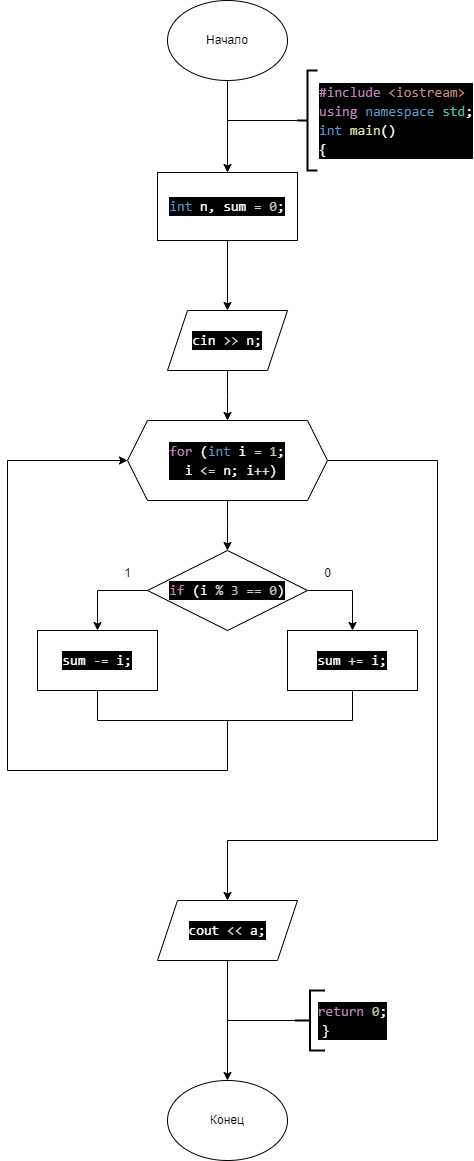 Начало
#include <iostream>
using namespace std;
int main()
{
int n, sum = 0;
cin >> n;
for (int i = 1;
i <= n; i++)
1
if (i % 3 == 0)
0
sum -= i;
sum += i;
cout << a;
return 0;
}
Конец